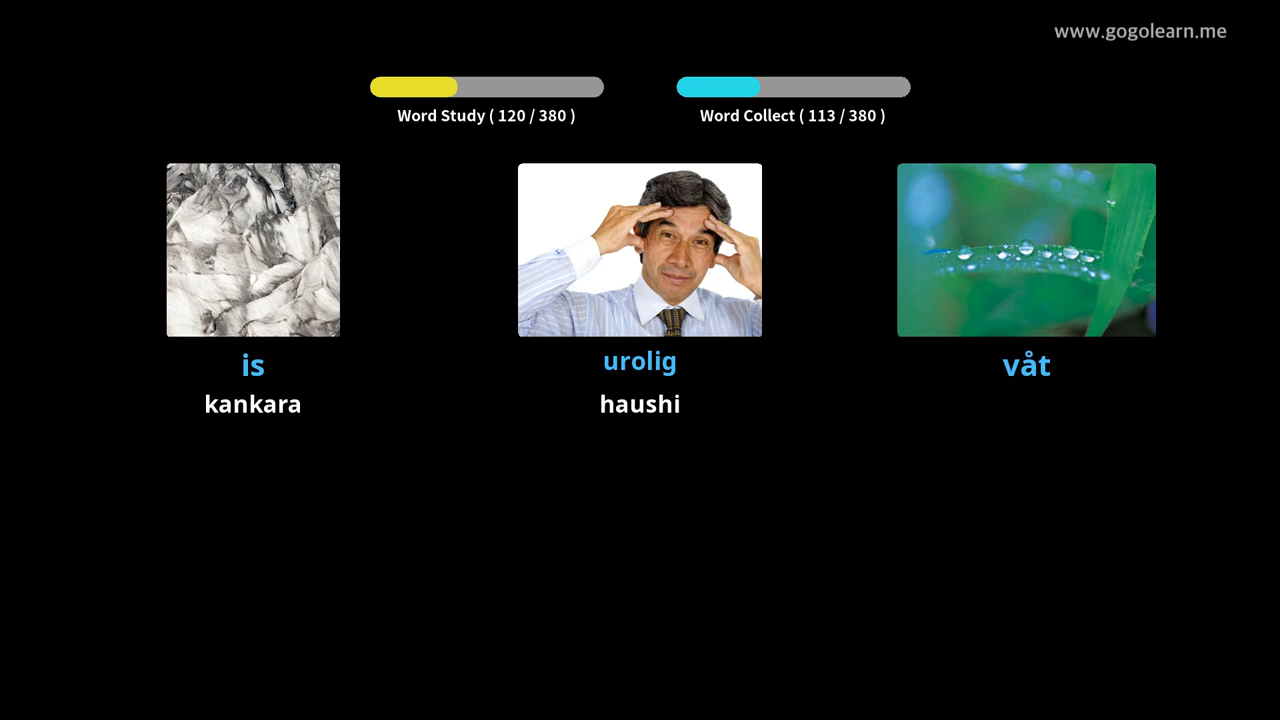 www.gogolearn.me
Word Study ( 120 / 380 )
Word Collect ( 113 / 380 )
is
kankara
urolig
haushi
våt